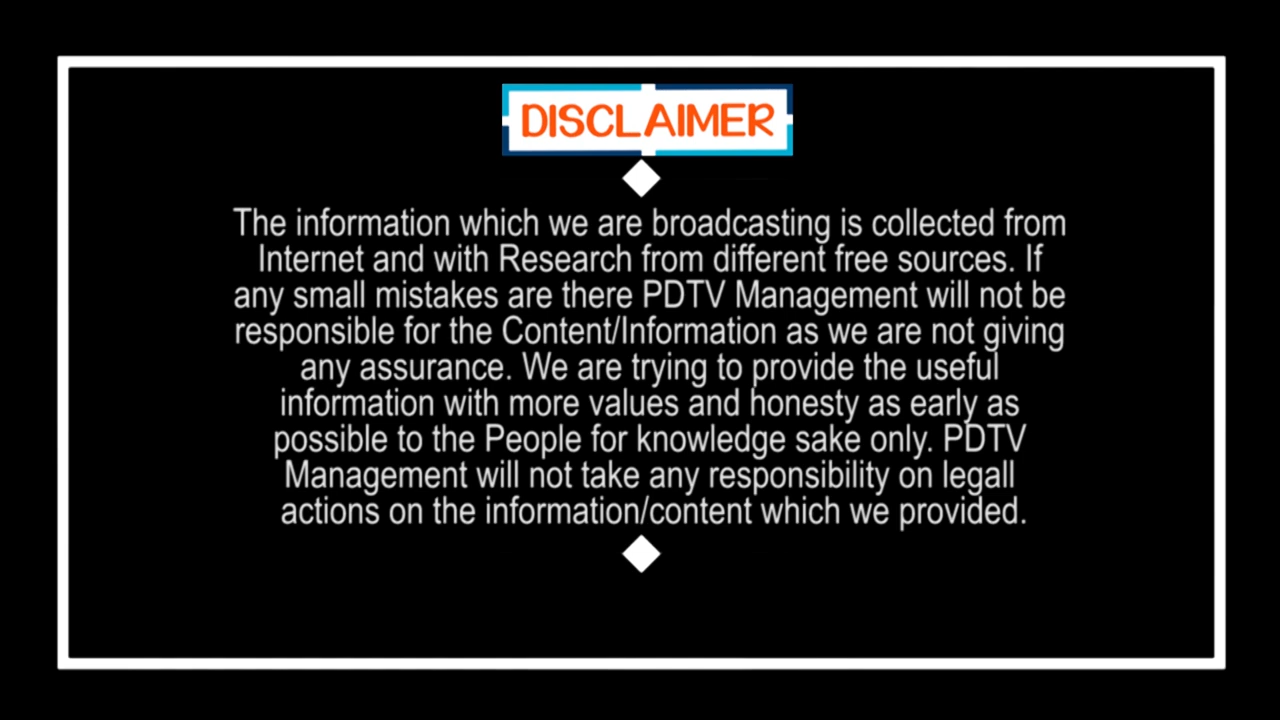 DISCLAIMER
The information which we are broadcasting is collected from
Internet and with Research from different free sources. If
any small mistakes are there PDTV Management will not be
responsible for the Content/Information as we are not giving
any assurance. We are trying to provide the useful
information with more values and honesty as early as
possible to the People for knowledge sake only. PDTV
Management will not take any responsibility on legall
actions on the information/content which we provided.